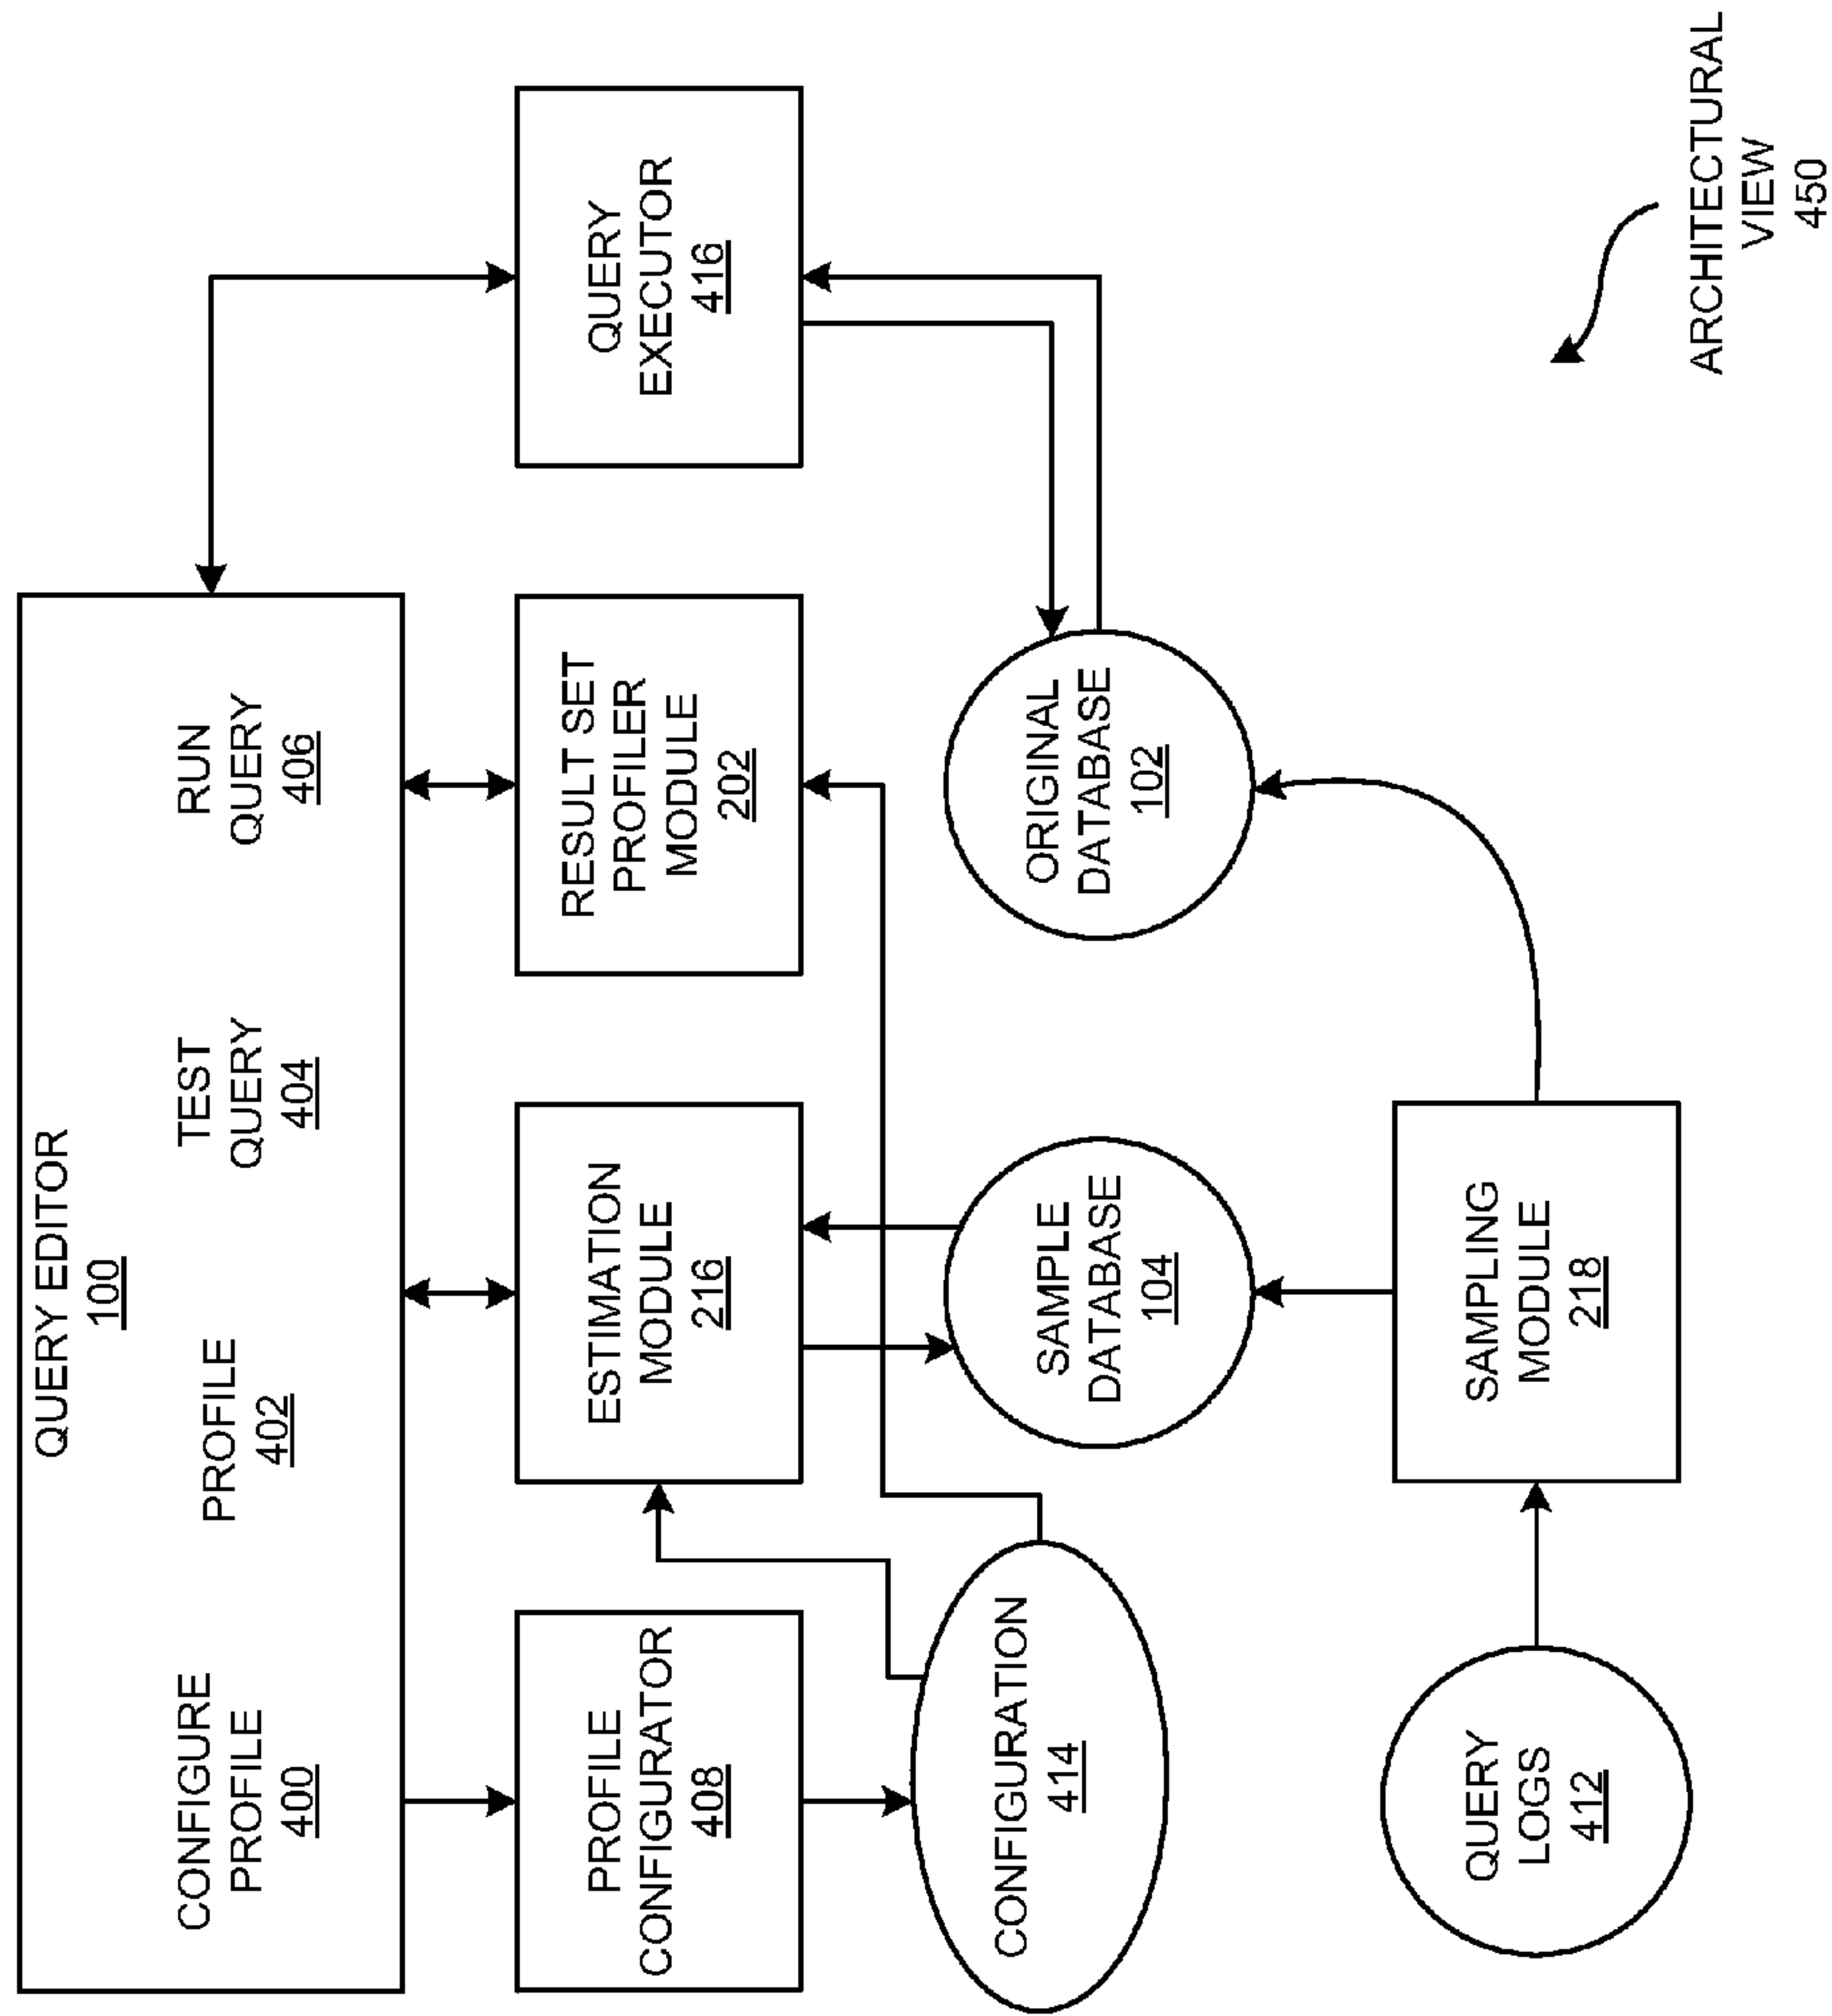 QUERY EDITOR
100
CONFIGURE
PROFILE
400
PROFILE
402
TEST
QUERY
404
RUN
QUERY
406
PROFILE
CONFIGURATOR
408
ESTIMATION
MODULE
216
RESULT SET
PROFILER
MODULE
202
QUERY
EXECUTOR
416
CONFIGURATION
414
SAMPLE
DATABASE
104
ORIGINAL
DATABASE
102
QUERY
LOGS
412
SAMPLING
MODULE
218
ARCHITECTURAL
VIEW
450